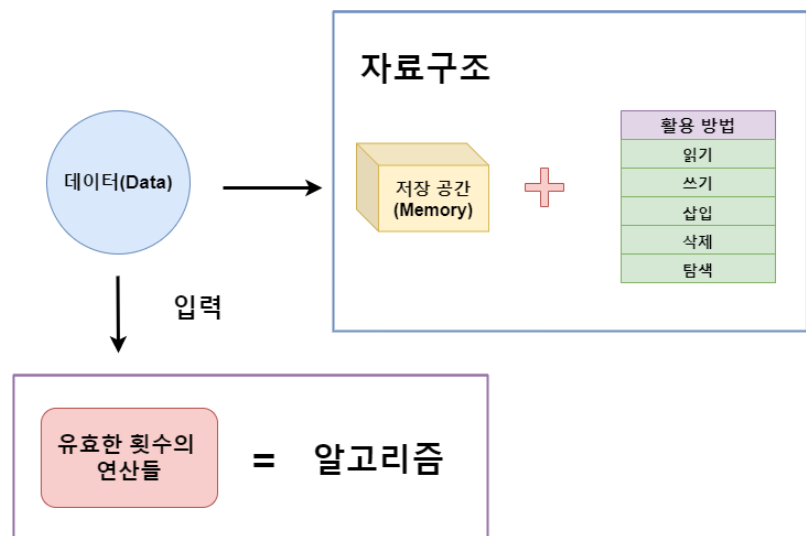 자료구조
데이터(Data)
저장 공간
(Memory)
활용 방법
읽기
쓰기
삽입
삭제
탐색
입력
유효한 횟수의
연산들
= 알고리즘